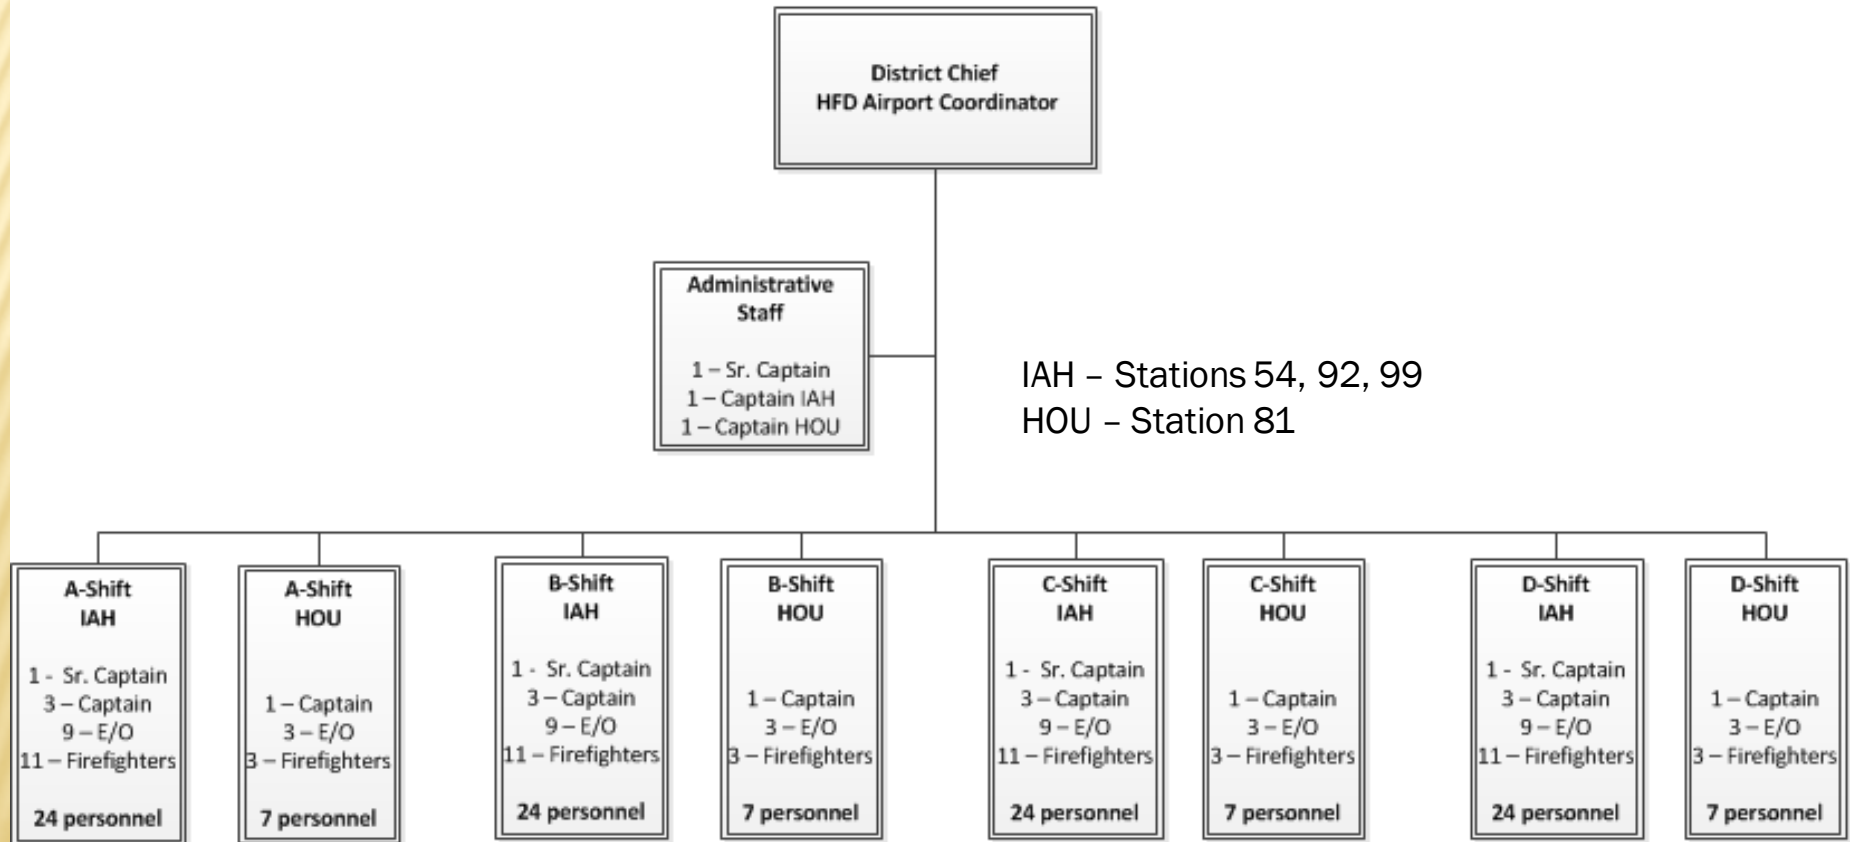 District Chief
HFD Airport Coordinator
Administrative
Staff
1 – Sr. Captain
1 – Captain IAH
1 – Captain HOU
IAH – Stations 54, 92, 99
HOU – Station 81
A-Shift
IAH
1 - Sr. Captain
3 – Captain
9 – E/O
11 – Firefighters
24 personnel
A-Shift
HOU
1 – Captain
3 – E/O
3 – Firefighters
7 personnel
B-Shift
IAH
1 - Sr. Captain
3 – Captain
9 – E/O
11 – Firefighters
24 personnel
B-Shift
HOU
1 – Captain
3 – E/O
3 – Firefighters
7 personnel
C-Shift
IAH
1 - Sr. Captain
3 – Captain
9 – E/O
11 – Firefighters
24 personnel
C-Shift
HOU
1 – Captain
3 – E/O
3 – Firefighters
7 personnel
D-Shift
IAH
1 - Sr. Captain
3 – Captain
9 – E/O
11 – Firefighters
24 personnel
D-Shift
HOU
1 – Captain
3 – E/O
3 – Firefighters
7 personnel